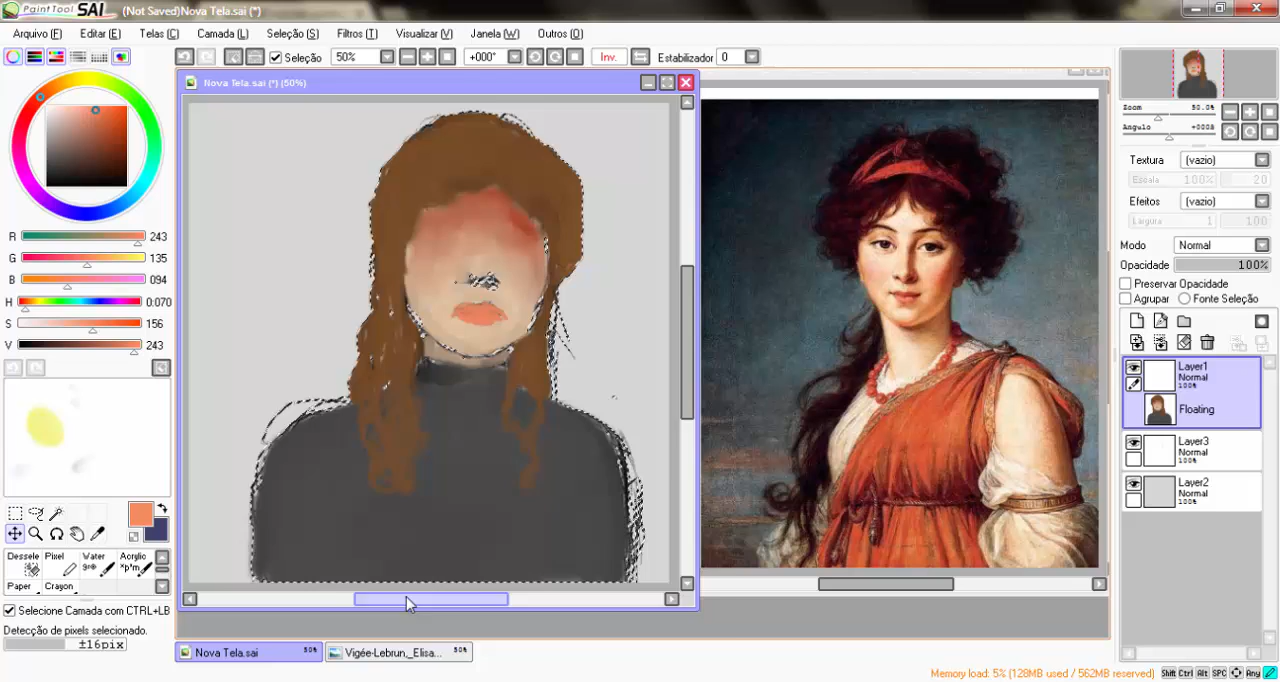 PaintTool SAI (Not Saved)Nova Tela.sai (*)
Arquivo (F) Editar (E) Telas (C) Camada (L) Seleção (S) Filtros (T) Visualizar (V) Janela (W) Outros (O)
Seleção 50% +000° Inv. Estabilizador 0
Nova Tela.sai (*) (50%)
Zoom 50.0%
Angulo +000θ
Textura (vazio)
Escala 100% 20
Efeitos (vazio)
Largura 1 100
Modo Normal
Opacidade 100%
Preservar Opacidade
Agrupar Fonte Seleção
R 243
G 135
B 094
H 0:070
S 156
V 243
Layer1
Normal
100%
Floating
Layer3
Normal
100%
Layer2
Normal
100%
Dessele Pixel Water Acrylic
Paper Crayon
Selecione Camada com CTRL+LB
Detecção de pixels selecionado.
±16pix
Nova Tela.sai 50% Vigée-Lebrun,_Elisa... 50%
Memory load: 5% (128MB used / 562MB reserved) Shift Ctrl Alt SPC Any